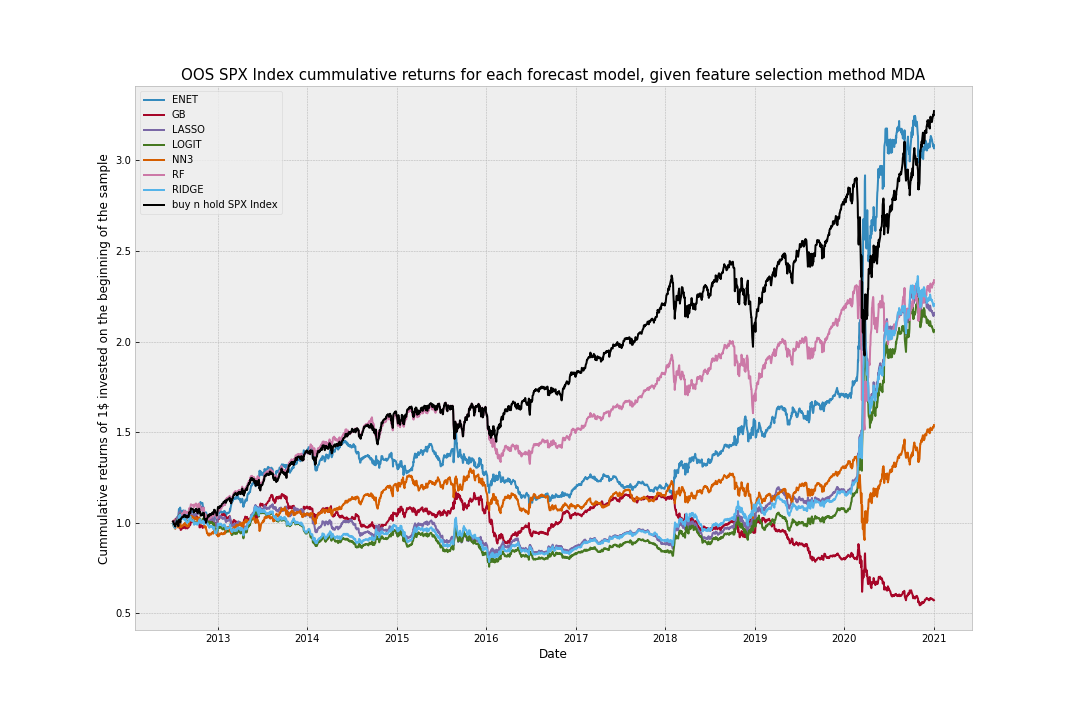 OOS SPX Index cummulative returns for each forecast model, given feature selection method MDA
ENET
GB
LASSO
LOGIT
NN3
RF
RIDGE
buy n hold SPX Index
Cummulative returns of 1$ invested on the beginning of the sample
3.0
2.5
2.0
1.5
1.0
0.5
2013 2014 2015 2016 2017 2018 2019 2020 2021
Date